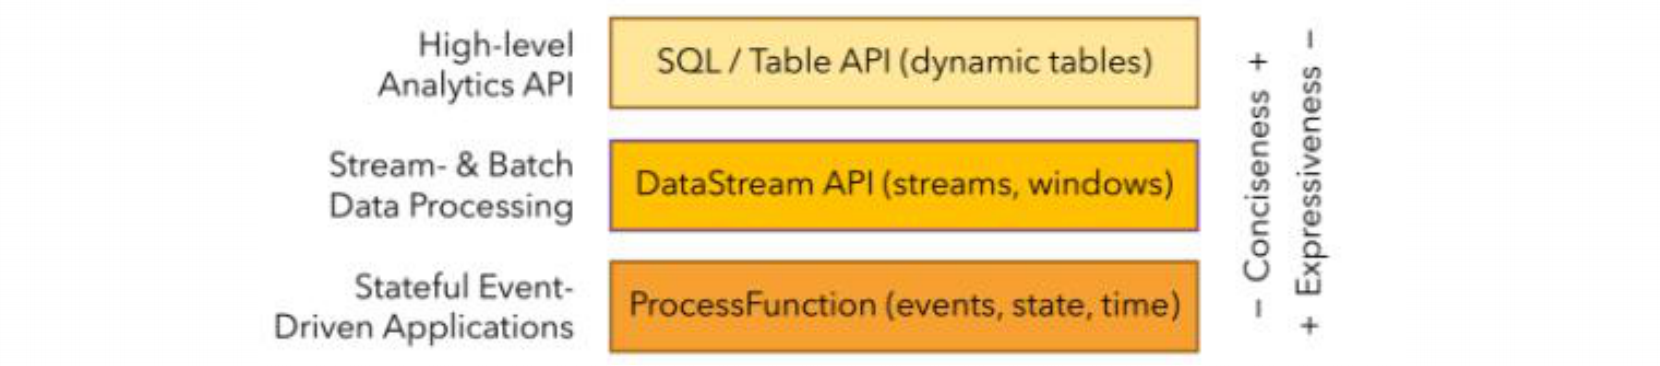 High-level
Analytics API
SQL / Table API (dynamic tables)
Stream- & Batch
Data Processing
DataStream API (streams, windows)
Stateful Event-
Driven Applications
ProcessFunction (events, state, time)
− Conciseness +
+ Expressiveness −